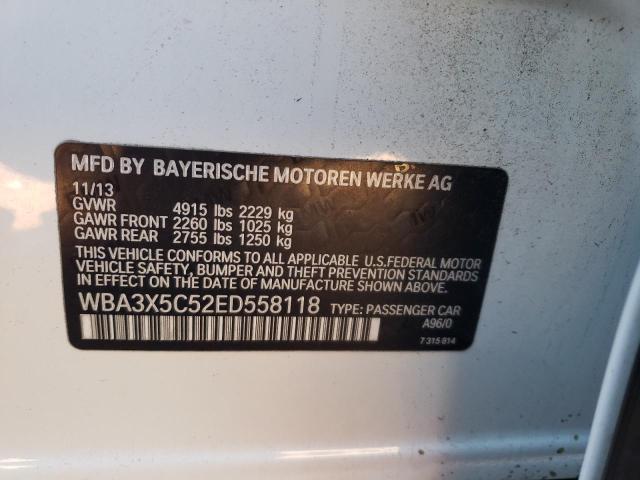 MFD BY BAYERISCHE MOTOREN WERKE AG
11/13
GVWR 4915 lbs 2229 kg
GAWR FRONT 2260 lbs 1025 kg
GAWR REAR 2755 lbs 1250 kg
THIS VEHICLE CONFORMS TO ALL APPLICABLE U.S.FEDERAL MOTOR
VEHICLE SAFETY, BUMPER, AND THEFT PREVENTION STANDARDS
IN EFFECT ON THE DATE OF MANUFACTURE SHOWN ABOVE.
WBA3X5C52ED558118 TYPE: PASSENGER CAR
A96/0
7 315 814